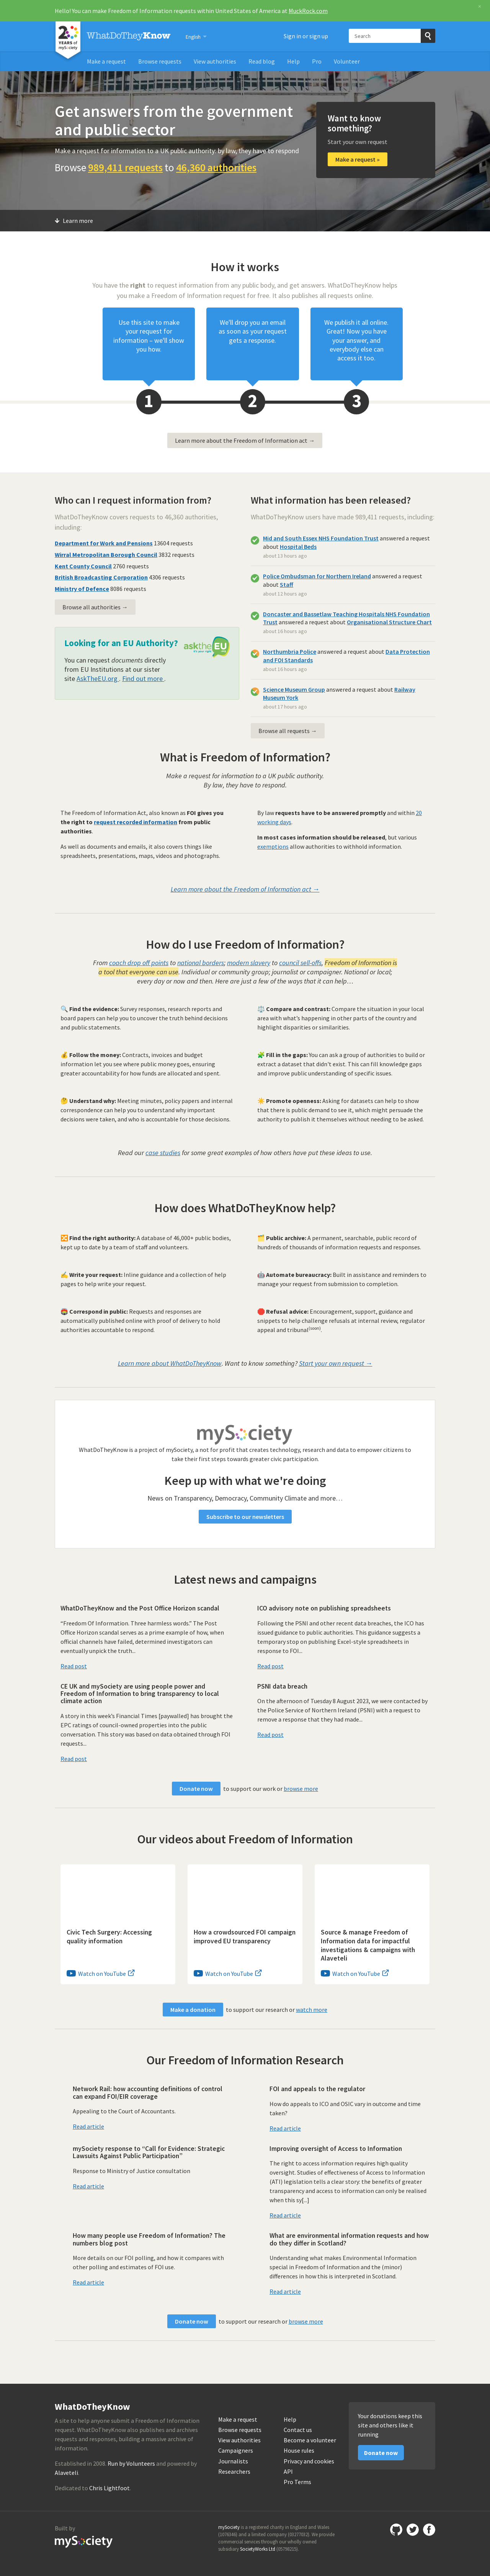 Hello! You can make Freedom of Information requests within United States of America at MuckRock.com
×
20 YEARS of mySociety
WhatDoTheyKnow
English
Sign in or sign up
Search
Make a request
Browse requests
View authorities
Read blog
Help
Pro
Volunteer
Get answers from the government
and public sector
Make a request for information to a UK public authority: by law, they have to respond
Browse 989,411 requests to 46,360 authorities
Want to know
something?
Start your own request
Make a request »
Learn more
How it works
You have the right to request information from any public body, and get answers. WhatDoTheyKnow helps
you make a Freedom of Information request for free. It also publishes all requests online.
Use this site to make
your request for
information – we'll show
you how.
We'll drop you an email
as soon as your request
gets a response.
We publish it all online.
Great! Now you have
your answer, and
everybody else can
access it too.
1
2
3
Learn more about the Freedom of Information act →
Who can I request information from?
WhatDoTheyKnow covers requests to 46,360 authorities,
including:
Department for Work and Pensions 13604 requests
Wirral Metropolitan Borough Council 3832 requests
Kent County Council 2760 requests
British Broadcasting Corporation 4306 requests
Ministry of Defence 8086 requests
Browse all authorities →
Looking for an EU Authority?
asktheEU
You can request documents directly
from EU Institutions at our sister
site AskTheEU.org . Find out more .
What information has been released?
WhatDoTheyKnow users have made 989,411 requests, including:
Mid and South Essex NHS Foundation Trust answered a request
about Hospital Beds
about 13 hours ago
Police Ombudsman for Northern Ireland answered a request
about Staff
about 12 hours ago
Doncaster and Bassetlaw Teaching Hospitals NHS Foundation
Trust answered a request about Organisational Structure Chart
about 16 hours ago
Northumbria Police answered a request about Data Protection
and FOI Standards
about 18 hours ago
Science Museum Group answered a request about Railway
Museum York
about 17 hours ago
Browse all requests →
What is Freedom of Information?
Make a request for information to a UK public authority.
By law, they have to respond.
The Freedom of Information Act, also known as FOI gives you
the right to request recorded information from public
authorities.
As well as documents and emails, it also covers things like
spreadsheets, presentations, maps, videos and photographs.
By law requests have to be answered promptly and within 20
working days.
In most cases information should be released, but various
exemptions allow authorities to withhold information.
Learn more about the Freedom of Information act →
How do I use Freedom of Information?
From coach drop off points to national borders; modern slavery to council sell-offs, Freedom of Information is
a tool that everyone can use. Individual or community group; journalist or campaigner. National or local;
every day or now and then. Here are just a few of the ways that it can help…
🔍 Find the evidence: Survey responses, research reports and
board papers can help you to uncover the truth behind decisions
and public statements.
⚖️ Compare and contrast: Compare the situation in your local
area with what's happening in other parts of the country and
highlight disparities or similarities.
💰 Follow the money: Contracts, invoices and budget
information let you see where public money goes, ensuring
greater accountability for how funds are allocated and spent.
🧩 Fill in the gaps: You can ask a group of authorities to build or
extract a dataset that didn't exist. This can fill knowledge gaps
and improve public understanding of specific issues.
🤔 Understand why: Meeting minutes, policy papers and internal
correspondence can help you to understand why important
decisions were taken, and who is accountable for those decisions.
☀️ Promote openness: Asking for datasets can help to show
that there is public demand to see it, which might persuade the
authority to publish it themselves without needing to be asked.
Read our case studies for some great examples of how others have put these ideas to use.
How does WhatDoTheyKnow help?
🔀 Find the right authority: A database of 46,000+ public bodies,
kept up to date by a team of staff and volunteers.
🗂️ Public archive: A permanent, searchable, public record of
hundreds of thousands of information requests and responses.
✍️ Write your request: Inline guidance and a collection of help
pages to help write your request.
🤖 Automate bureaucracy: Built in assistance and reminders to
manage your request from submission to completion.
📮 Correspond in public: Requests and responses are
automatically published online with proof of delivery to hold
authorities accountable to respond.
🛑 Refusal advice: Encouragement, support, guidance and
snippets to help challenge refusals at internal review, regulator
appeal and tribunal(soon).
Learn more about WhatDoTheyKnow. Want to know something? Start your own request →
mySociety
WhatDoTheyKnow is a project of mySociety, a not for profit that creates technology, research and data to empower citizens to
take their first steps towards greater civic participation.
Keep up with what we're doing
News on Transparency, Democracy, Community Climate and more…
Subscribe to our newsletters
Latest news and campaigns
WhatDoTheyKnow and the Post Office Horizon scandal
“Freedom Of Information. Three harmless words.” The Post
Office Horizon scandal serves as a prime example of how, when
official channels have failed, determined investigators can
eventually unpick the truth...
Read post
ICO advisory note on publishing spreadsheets
Following the PSNI and other recent data breaches, the ICO has
issued guidance to public authorities. This guidance suggests a
temporary stop on publishing Excel-style spreadsheets in
response to FOI...
Read post
CE UK and mySociety are using people power and
Freedom of Information to bring transparency to local
climate action
A story in this week’s Financial Times [paywalled] has brought the
EPC ratings of council-owned properties into the public
conversation. This story was based on data obtained through FOI
requests...
Read post
PSNI data breach
On the afternoon of Tuesday 8 August 2023, we were contacted by
the Police Service of Northern Ireland (PSNI) with a request to
remove a response that they had made...
Read post
Donate now to support our work or browse more
Our videos about Freedom of Information
Civic Tech Surgery: Accessing
quality information
Watch on YouTube
How a crowdsourced FOI campaign
improved EU transparency
Watch on YouTube
Source & manage Freedom of
Information data for impactful
investigations & campaigns with
Alaveteli
Watch on YouTube
Make a donation to support our research or watch more
Our Freedom of Information Research
Network Rail: how accounting definitions of control
can expand FOI/EIR coverage
Appealing to the Court of Accountants.
Read article
FOI and appeals to the regulator
How do appeals to ICO and OSIC vary in outcome and time
taken?
Read article
mySociety response to “Call for Evidence: Strategic
Lawsuits Against Public Participation”
Response to Ministry of Justice consultation
Read article
Improving oversight of Access to Information
The right to access information requires high quality
oversight. Studies of effectiveness of Access to Information
(ATI) legislation tells a clear story: the benefits of greater
transparency and access to information can only be realised
when this sy[...]
Read article
How many people use Freedom of Information? The
numbers blog post
More details on our FOI polling, and how it compares with
other polling and estimates of FOI use.
Read article
What are environmental information requests and how
do they differ in Scotland?
Understanding what makes Environmental Information
special in Freedom of Information and the (minor)
differences in how this is interpreted in Scotland.
Read article
Donate now to support our research or browse more
WhatDoTheyKnow
A site to help anyone submit a Freedom of Information
request. WhatDoTheyKnow also publishes and archives
requests and responses, building a massive archive of
information.
Established in 2008. Run by Volunteers and powered by
Alaveteli.
Dedicated to Chris Lightfoot.
Make a request
Browse requests
View authorities
Campaigners
Journalists
Researchers
Help
Contact us
Become a volunteer
House rules
Privacy and cookies
API
Pro Terms
Your donations keep this
site and others like it
running
Donate now
Built by
mySociety
mySociety is a registered charity in England and Wales
(1076346) and a limited company (03277032). We provide
commercial services through our wholly owned
subsidiary SocietyWorks Ltd (05798215).